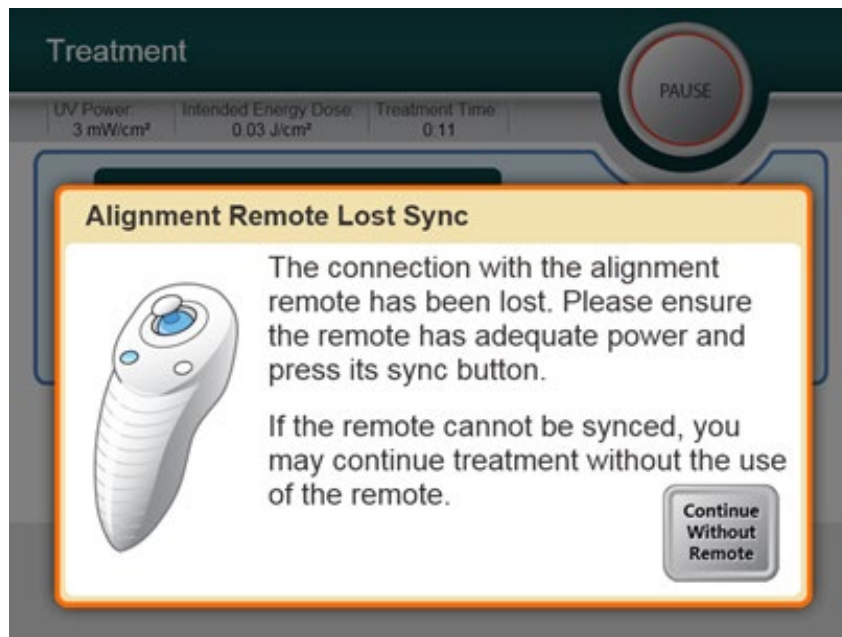 Treatment
PAUSE
UV Power: Intended Energy Dose: Treatment Time
3 mW/cm² 0.03 J/cm² 0:11
Alignment Remote Lost Sync
The connection with the alignment
remote has been lost. Please ensure
the remote has adequate power and
press its sync button.
If the remote cannot be synced, you
may continue treatment without the use
of the remote.
Continue
Without
Remote